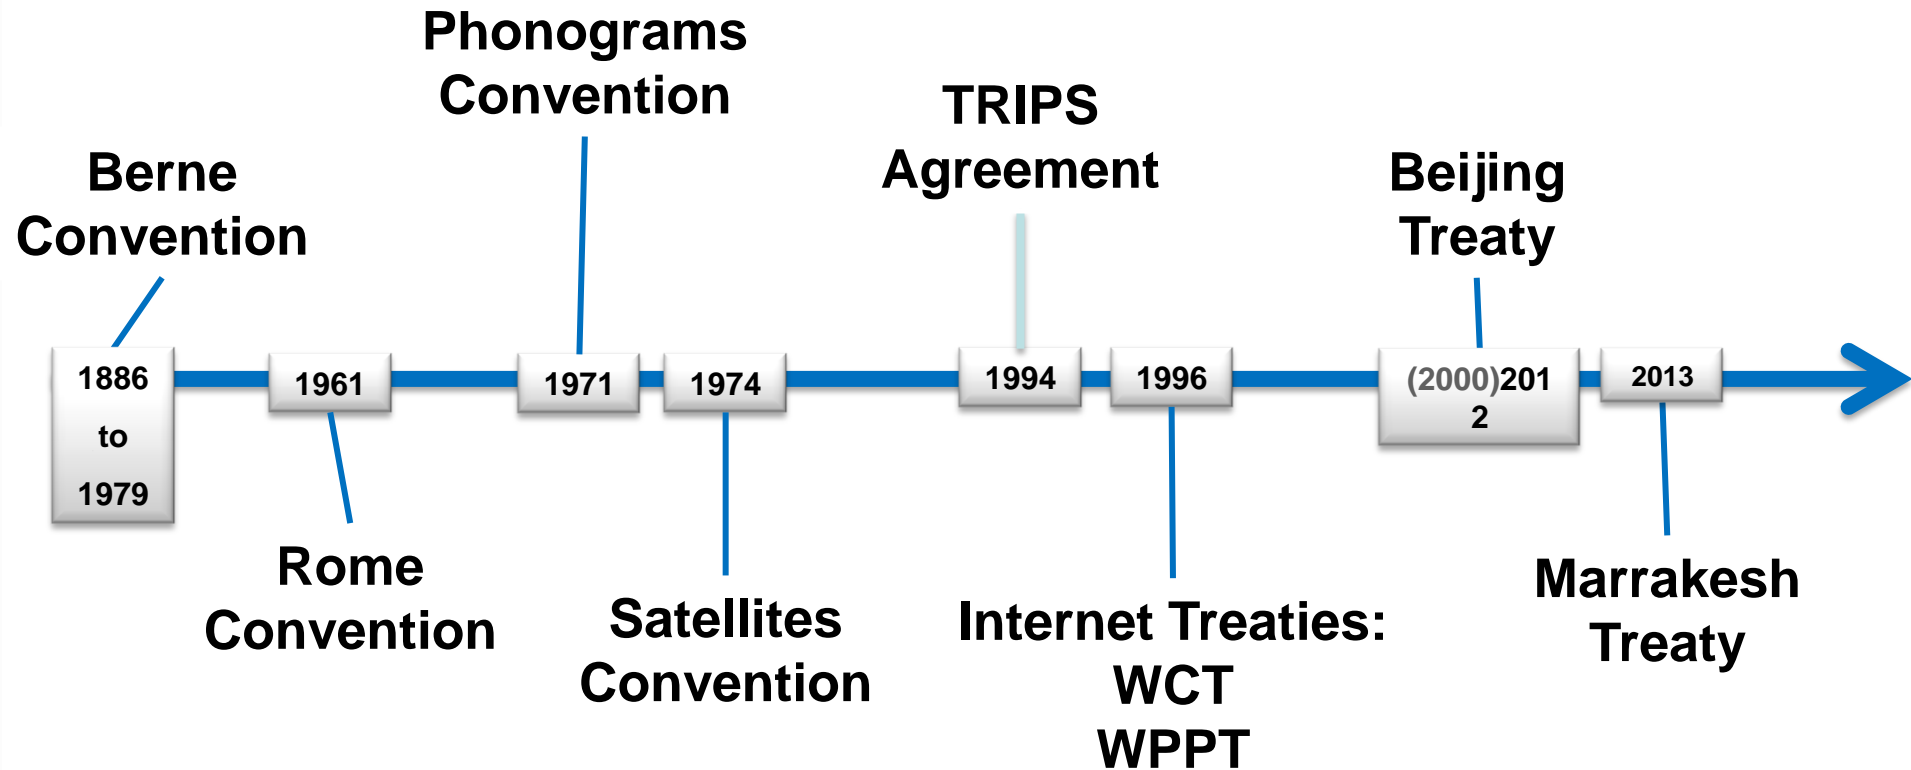 Phonograms
Convention
TRIPS
Agreement
Berne
Convention
Beijing
Treaty
1886
to
1979
1961
1971
1974
1994
1996
(2000)201
2
2013
Rome
Convention
Satellites
Convention
Internet Treaties:
WCT
WPPT
Marrakesh
Treaty